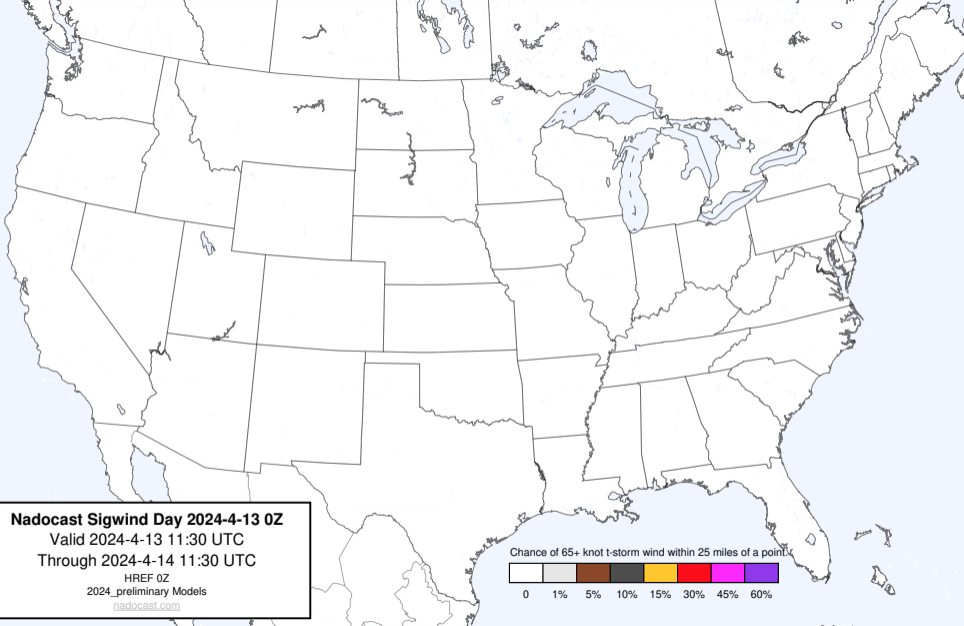 Nadocast Sigwind Day 2024-4-13 0Z
Valid 2024-4-13 11:30 UTC
Through 2024-4-14 11:30 UTC
HREF 0Z
2024_preliminary Models
nadocast.com
Chance of 65+ knot t-storm wind within 25 miles of a point.
0 1% 5% 10% 15% 30% 45% 60%